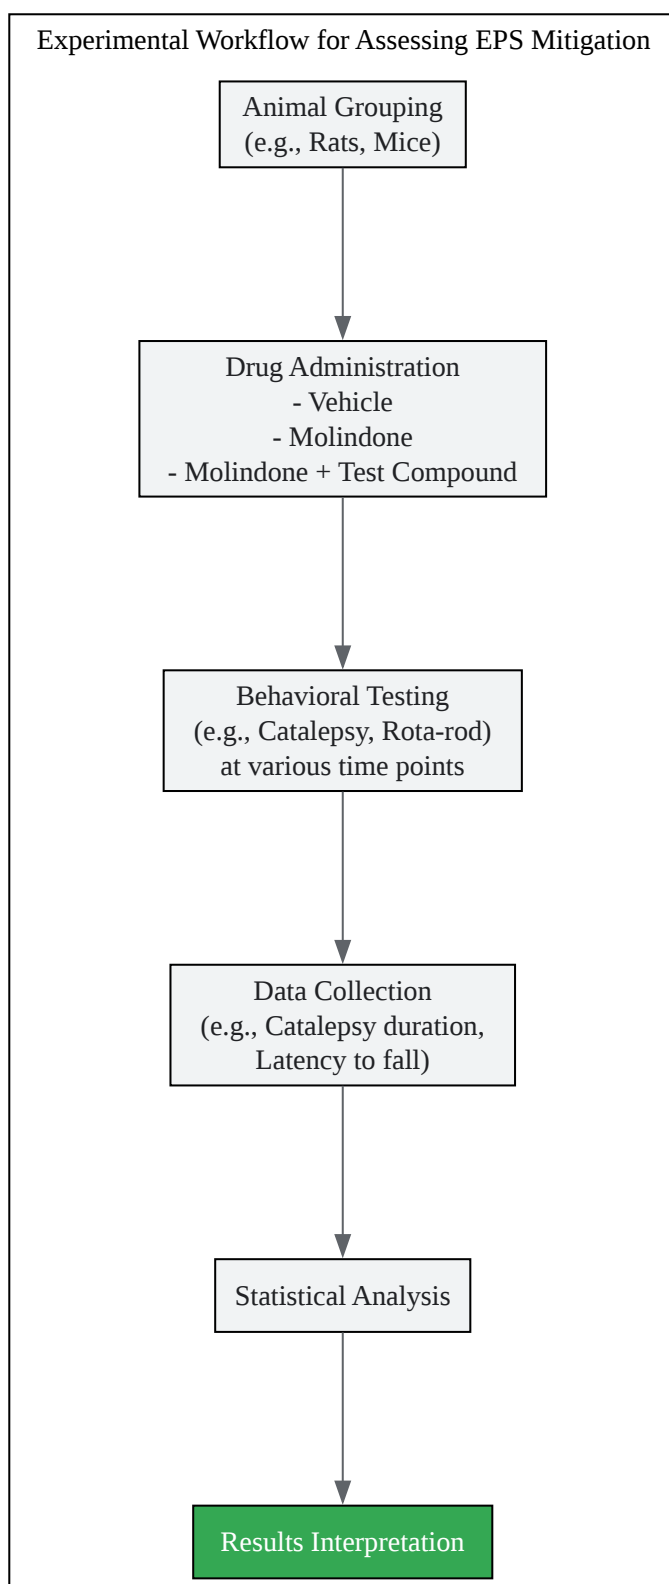 Experimental Workflow for Assessing EPS Mitigation
Animal Grouping
(e.g., Rats, Mice)
Drug Administration
- Vehicle
- Molindone
- Molindone + Test Compound
Behavioral Testing
(e.g., Catalepsy, Rota-rod)
at various time points
Data Collection
(e.g., Catalepsy duration,
Latency to fall)
Statistical Analysis
Results Interpretation